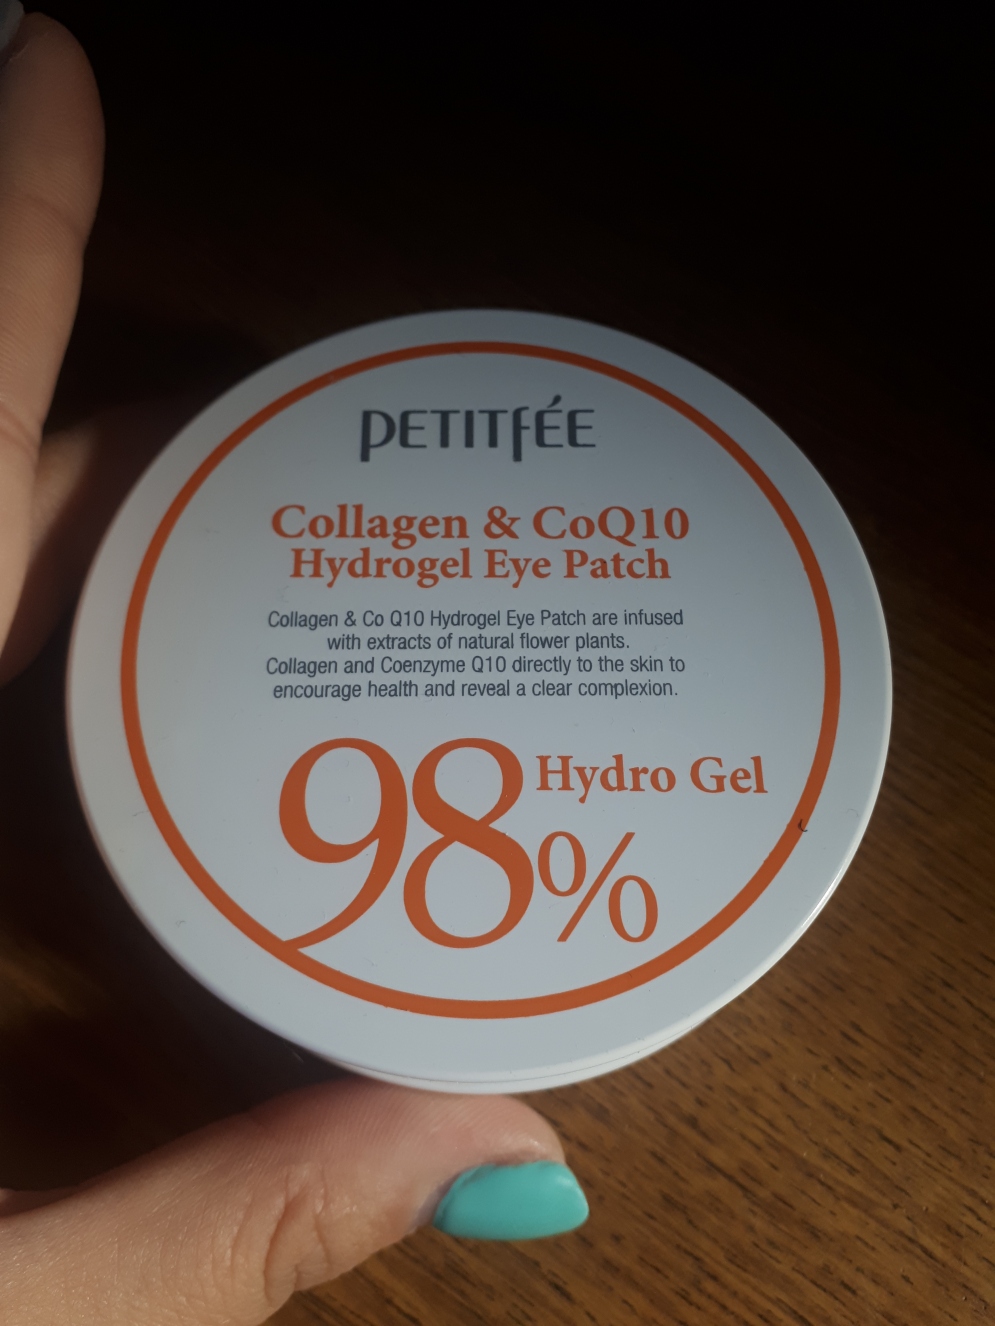 PETITFÉE
Collagen & CoQ10
Hydrogel Eye Patch
Collagen & Co Q10 Hydrogel Eye Patch are infused
with extracts of natural flower plants.
Collagen and Coenzyme Q10 directly to the skin to
encourage health and reveal a clear complexion.
98% Hydro Gel